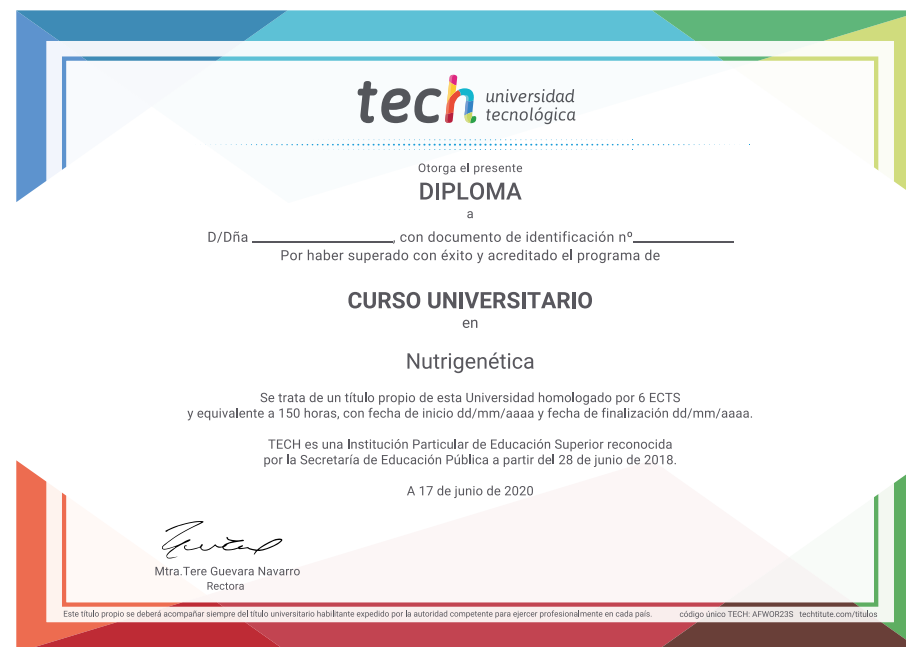 tech universidad
tecnológica
Otorga el presente
DIPLOMA
a
D/Dña ____________________, con documento de identificación nº______________
Por haber superado con éxito y acreditado el programa de
CURSO UNIVERSITARIO
en
Nutrigenética
Se trata de un título propio de esta Universidad homologado por 6 ECTS
y equivalente a 150 horas, con fecha de inicio dd/mm/aaaa y fecha de finalización dd/mm/aaaa.
TECH es una Institución Particular de Educación Superior reconocida
por la Secretaría de Educación Pública a partir del 28 de junio de 2018.
A 17 de junio de 2020
Mtra.Tere Guevara Navarro
Rectora
Este título propio se deberá acompañar siempre del título universitario habilitante expedido por la autoridad competente para ejercer profesionalmente en cada país. código único TECH: AFWOR23S techtitute.com/titulos